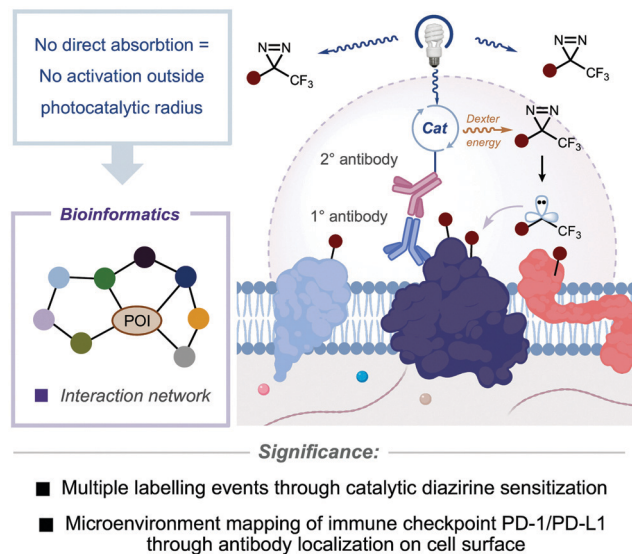 No direct absorbtion =
No activation outside
photocatalytic radius
N=N
CF3
N=N
CF3
Cat
Dexter
energy
N=N
CF3
2° antibody
1° antibody
CF3
Bioinformatics
POI
Interaction network
Significance:
Multiple labelling events through catalytic diazirine sensitization
Microenvironment mapping of immune checkpoint PD-1/PD-L1
through antibody localization on cell surface